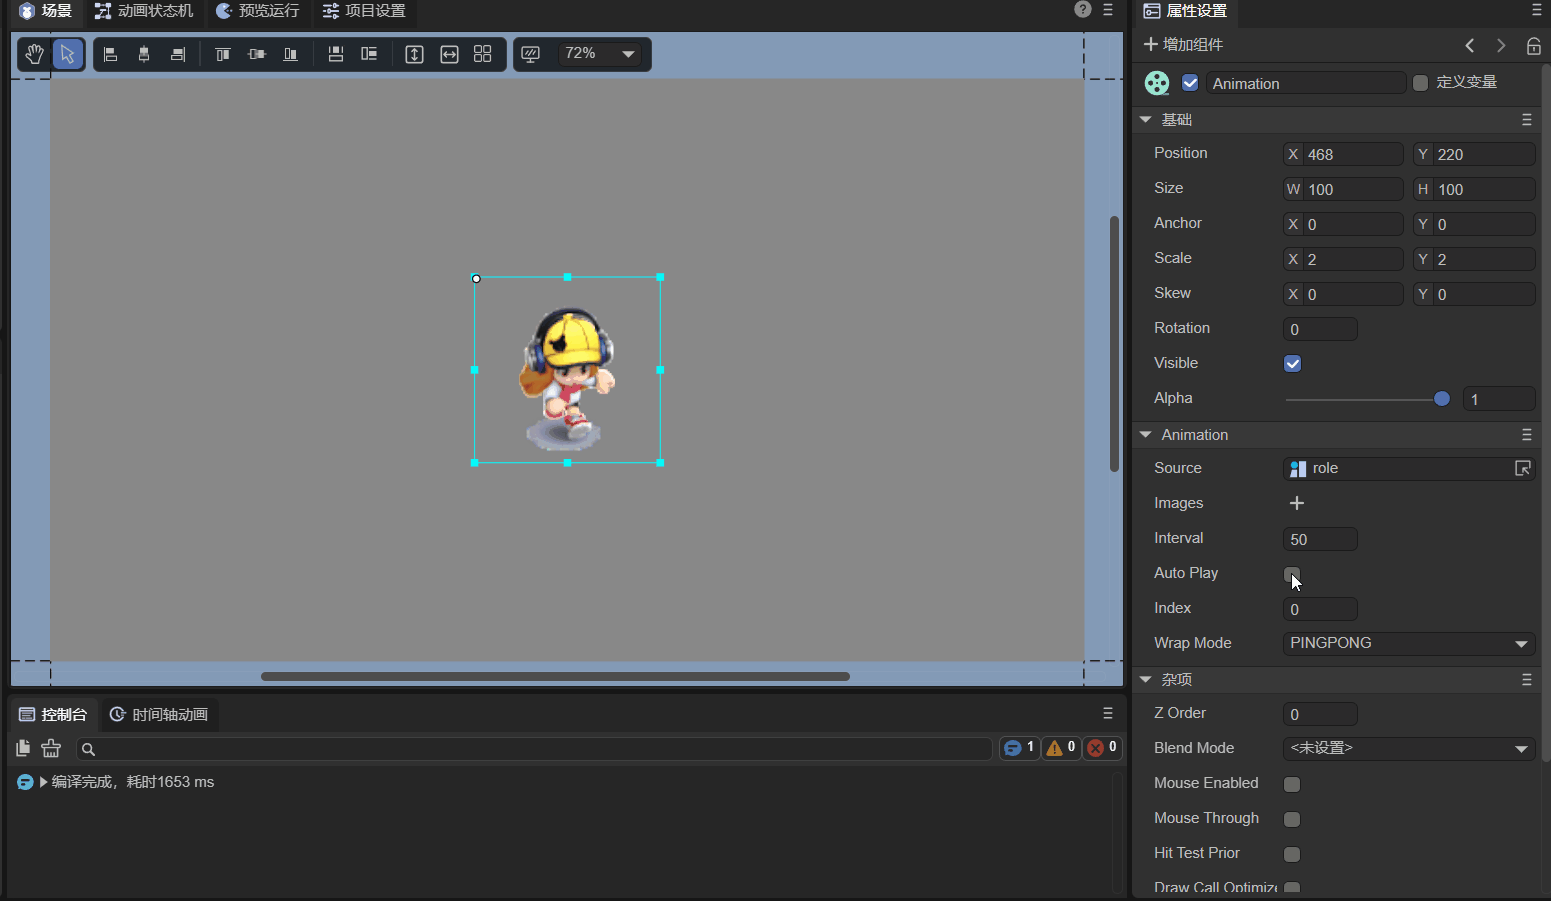 场景
动画状态机
预览运行
项目设置
?
72%
控制台
时间轴动画
1
0
0
编译完成，耗时1653 ms
属性设置
增加组件
Animation
定义变量
基础
Position X 468 Y 220
Size W 100 H 100
Anchor X 0 Y 0
Scale X 2 Y 2
Skew X 0 Y 0
Rotation 0
Visible
Alpha 1
Animation
Source role
Images
Interval 50
Auto Play
Index 0
Wrap Mode PINGPONG
杂项
Z Order 0
Blend Mode <未设置>
Mouse Enabled
Mouse Through
Hit Test Prior
Draw Call Optimize